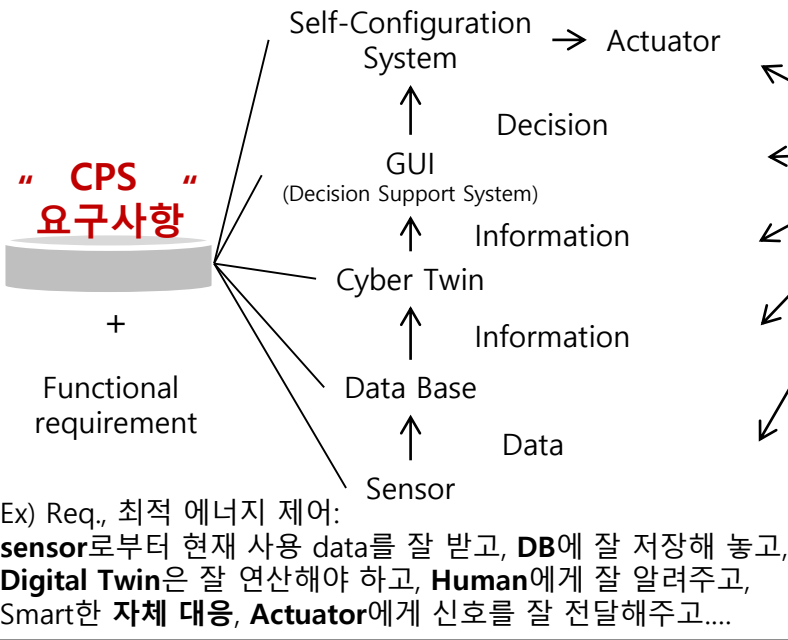 Self-Configuration
System
Actuator
Decision
GUI
(Decision Support System)
Information
Cyber Twin
Information
Data Base
Data
Sensor
“ CPS “
요구사항
+
Functional
requirement
Ex) Req., 최적 에너지 제어:
sensor로부터 현재 사용 data를 잘 받고, DB에 잘 저장해 놓고,
Digital Twin은 잘 연산해야 하고, Human에게 잘 알려주고,
Smart한 자체 대응, Actuator에게 신호를 잘 전달해주고....